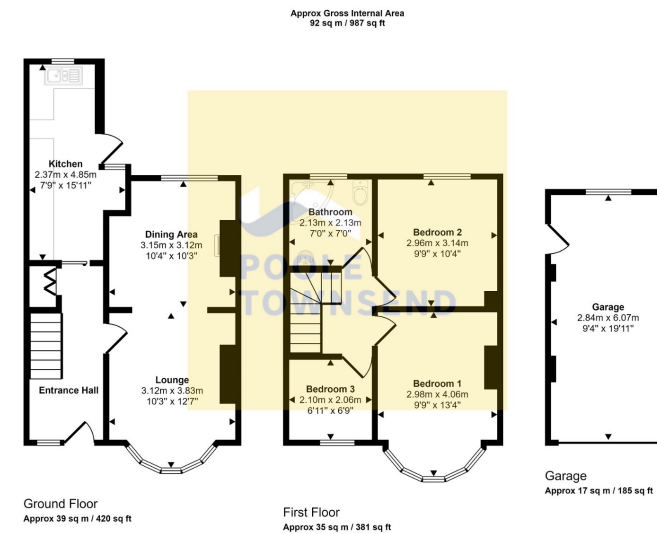 Approx Gross Internal Area
92 sq m / 987 sq ft
Kitchen
2.37m x 4.85m
7'9" x 15'11"
Dining Area
3.15m x 3.12m
10'4" x 10'3"
Lounge
3.12m x 3.83m
10'3" x 12'7"
Entrance Hall
Ground Floor
Approx 39 sq m / 420 sq ft
POOLE
TOWNSEND
Bathroom
2.13m x 2.13m
7'0" x 7'0"
Bedroom 2
2.96m x 3.14m
9'9" x 10'4"
Bedroom 3
2.10m x 2.06m
6'11" x 6'9"
Bedroom 1
2.98m x 4.06m
9'9" x 13'4"
First Floor
Approx 35 sq m / 381 sq ft
Garage
2.84m x 6.07m
9'4" x 19'11"
Garage
Approx 17 sq m / 185 sq ft